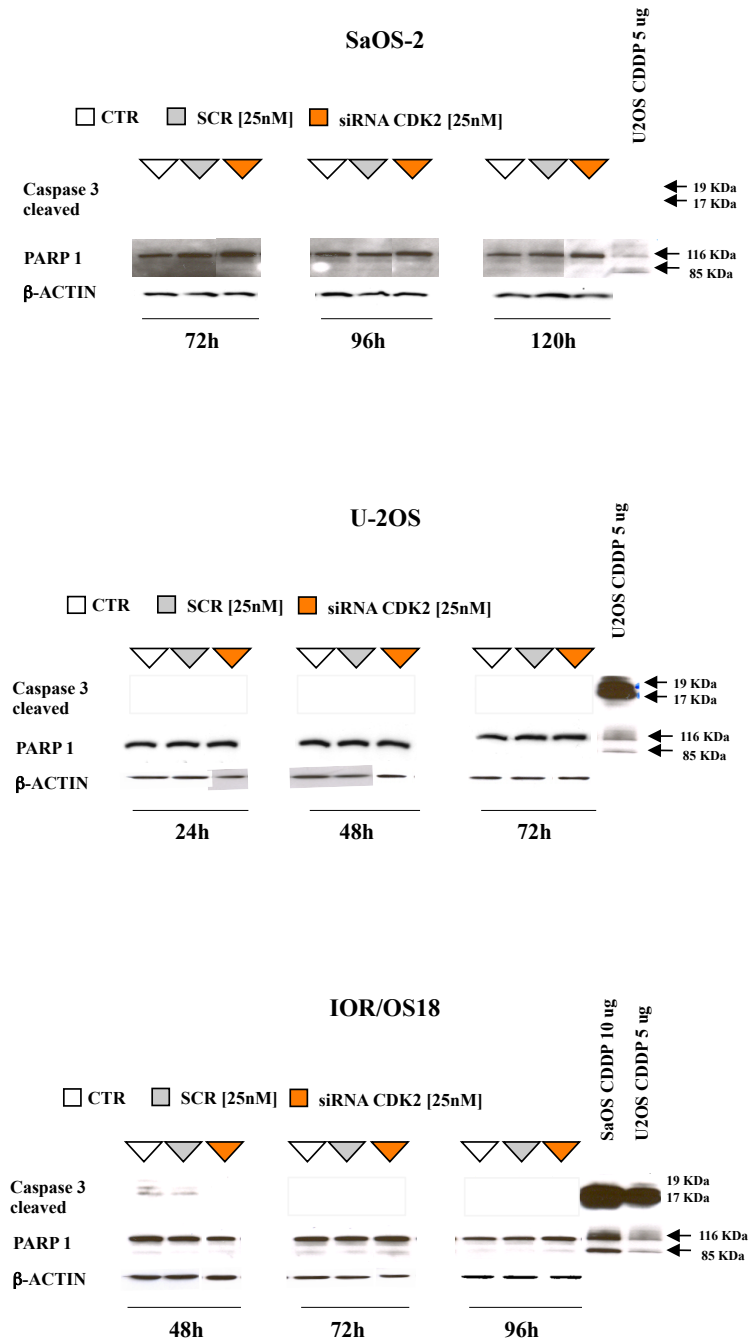 SaOS-2
U2OS CDDP 5 ug
CTR SCR [25nM] siRNA CDK2 [25nM]
Caspase 3 cleaved
19 KDa
17 KDa
PARP 1
116 KDa
85 KDa
β-ACTIN
72h 96h 120h
U-2OS
U2OS CDDP 5 ug
CTR SCR [25nM] siRNA CDK2 [25nM]
Caspase 3 cleaved
19 KDa
17 KDa
PARP 1
116 KDa
85 KDa
β-ACTIN
24h 48h 72h
IOR/OS18
SaOS CDDP 10 ug
U2OS CDDP 5 ug
CTR SCR [25nM] siRNA CDK2 [25nM]
Caspase 3 cleaved
19 KDa
17 KDa
PARP 1
116 KDa
85 KDa
β-ACTIN
48h 72h 96h